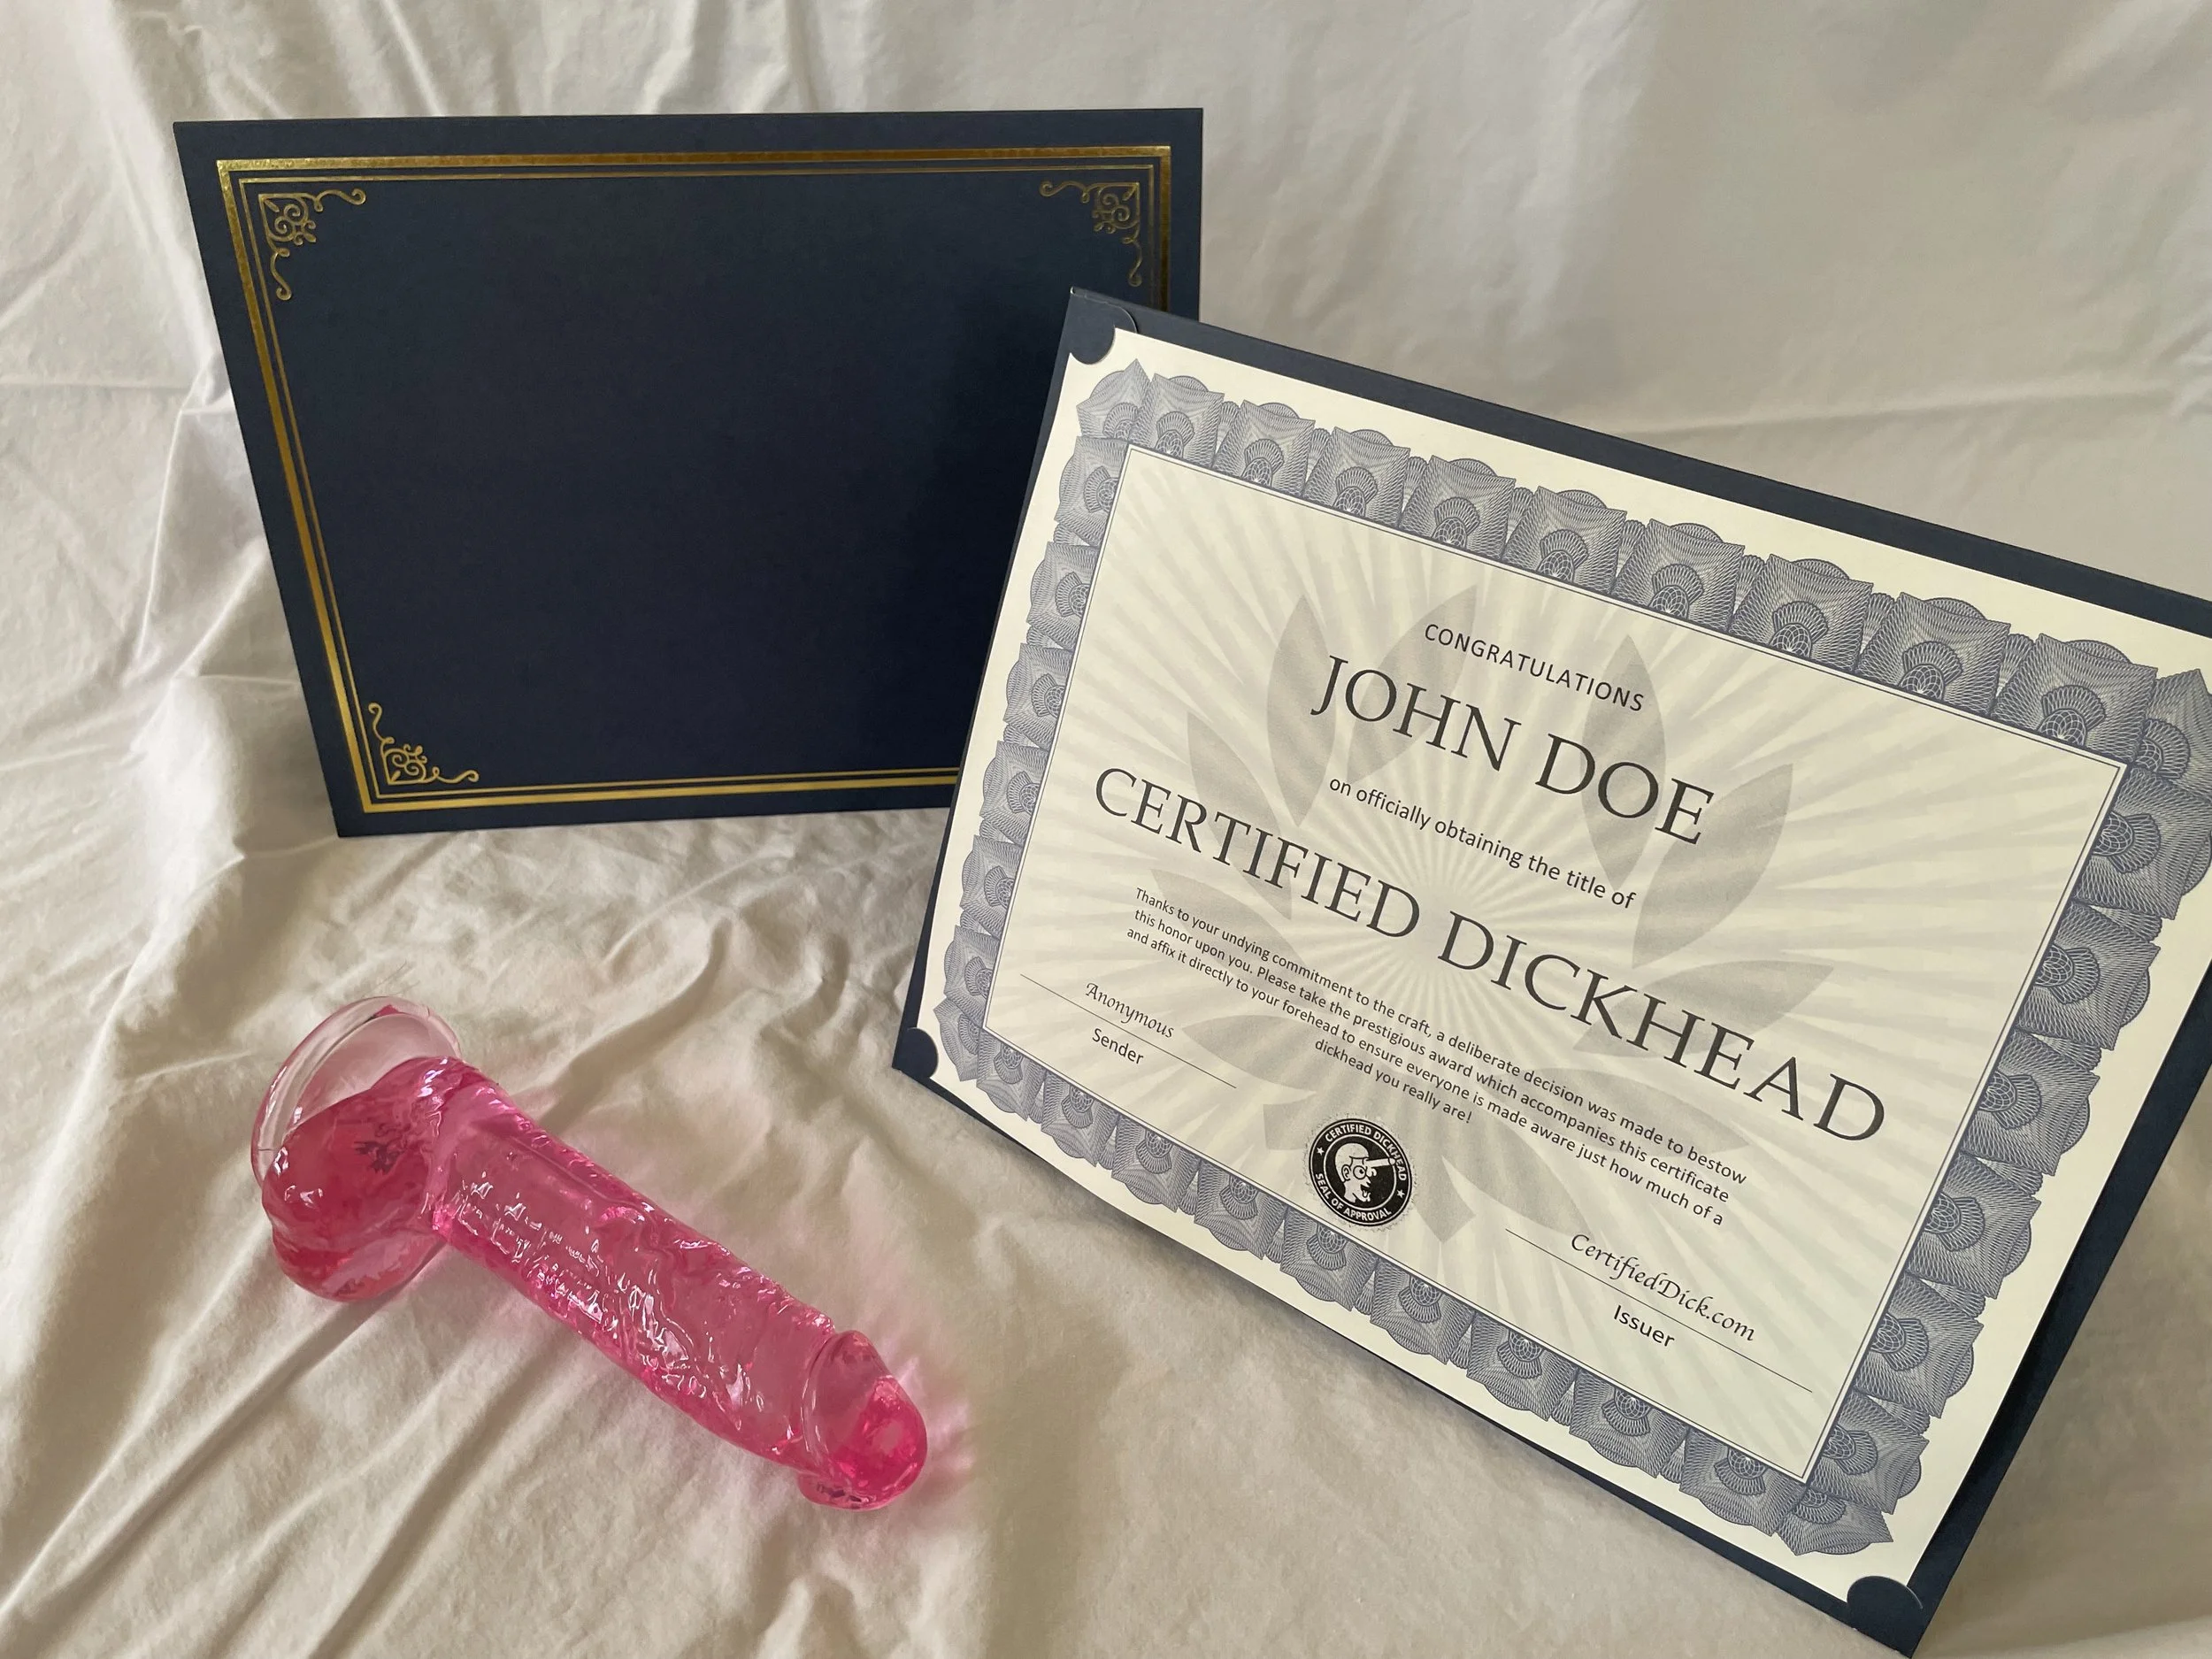 CONGRATULATIONS
JOHN DOE
on officially obtaining the title of
CERTIFIED DICKHEAD
Thanks to your undying commitment to the craft, a deliberate decision was made to bestow
this honor upon you. Please take the prestigious award which accompanies this certificate
and affix it directly to your forehead to ensure everyone is made aware just how much of a
dickhead you really are!
Anonymous
Sender
CERTIFIED DICKHEAD
SEAL OF APPROVAL
CertifiedDick.com
Issuer